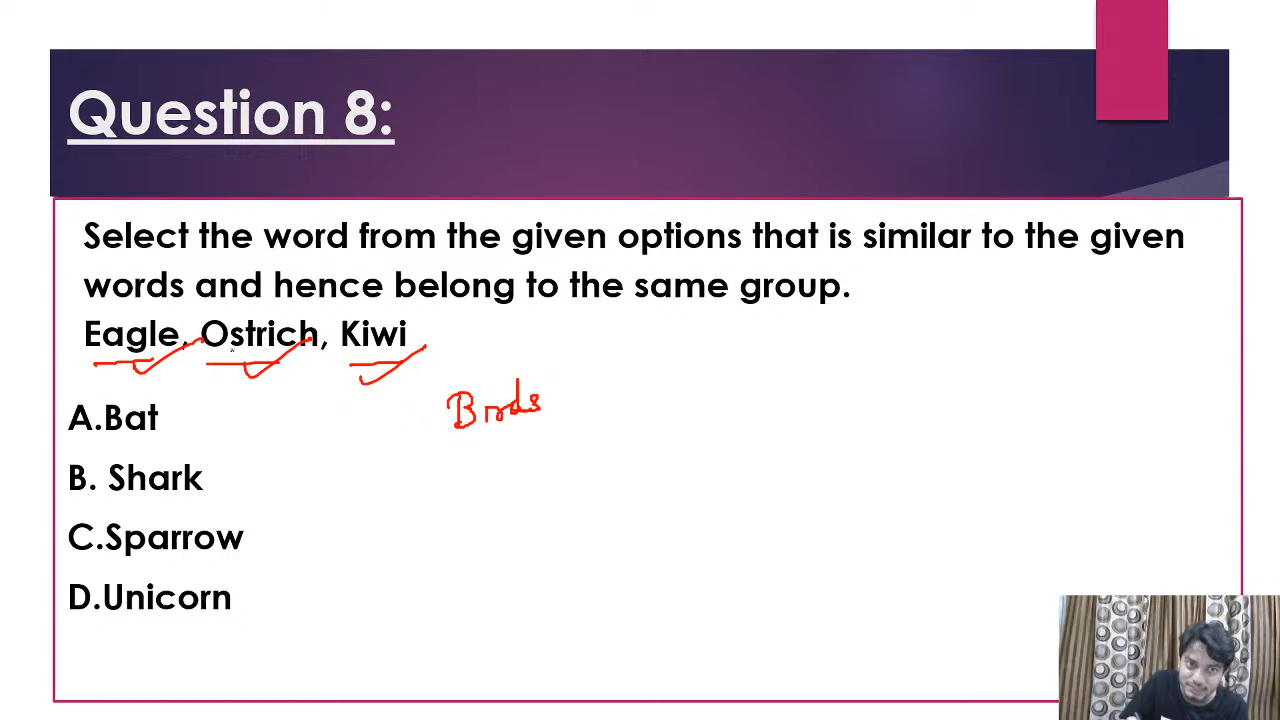 Question 8:
Select the word from the given options that is similar to the given
words and hence belong to the same group.
Eagle, Ostrich, Kiwi
Birds
A.Bat
B. Shark
C.Sparrow
D.Unicorn